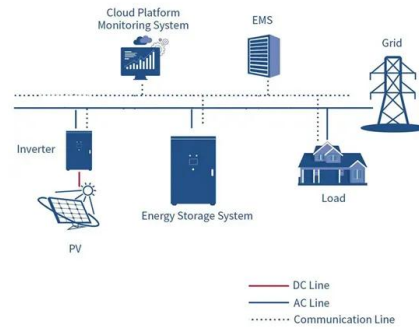 Cloud Platform
Monitoring System
EMS
Grid
Inverter
Energy Storage System
Load
PV
DC Line
AC Line
Communication Line